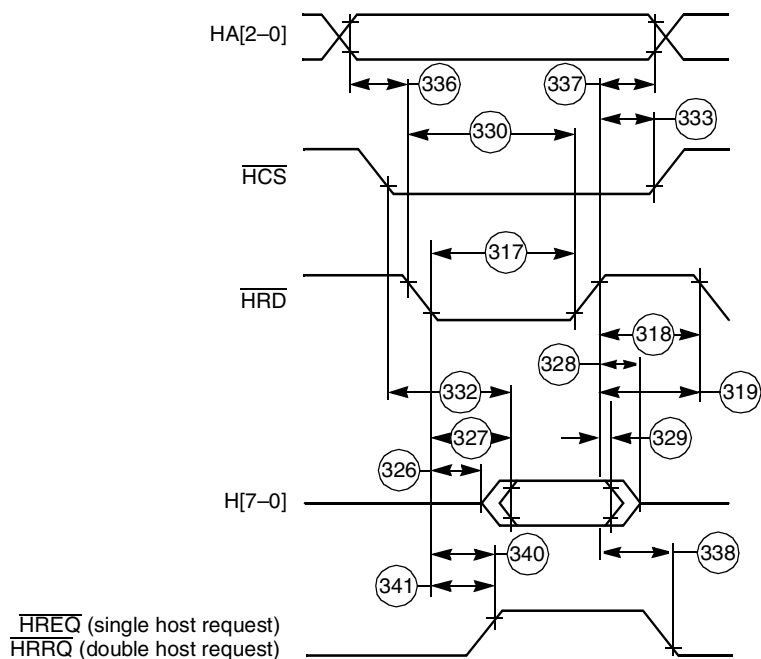 HA[2–0]
336
337
333
330
HCS
317
HRD
318
328
332
319
327
329
326
H[7–0]
340
338
341
HREQ (single host request)
HRRQ (double host request)